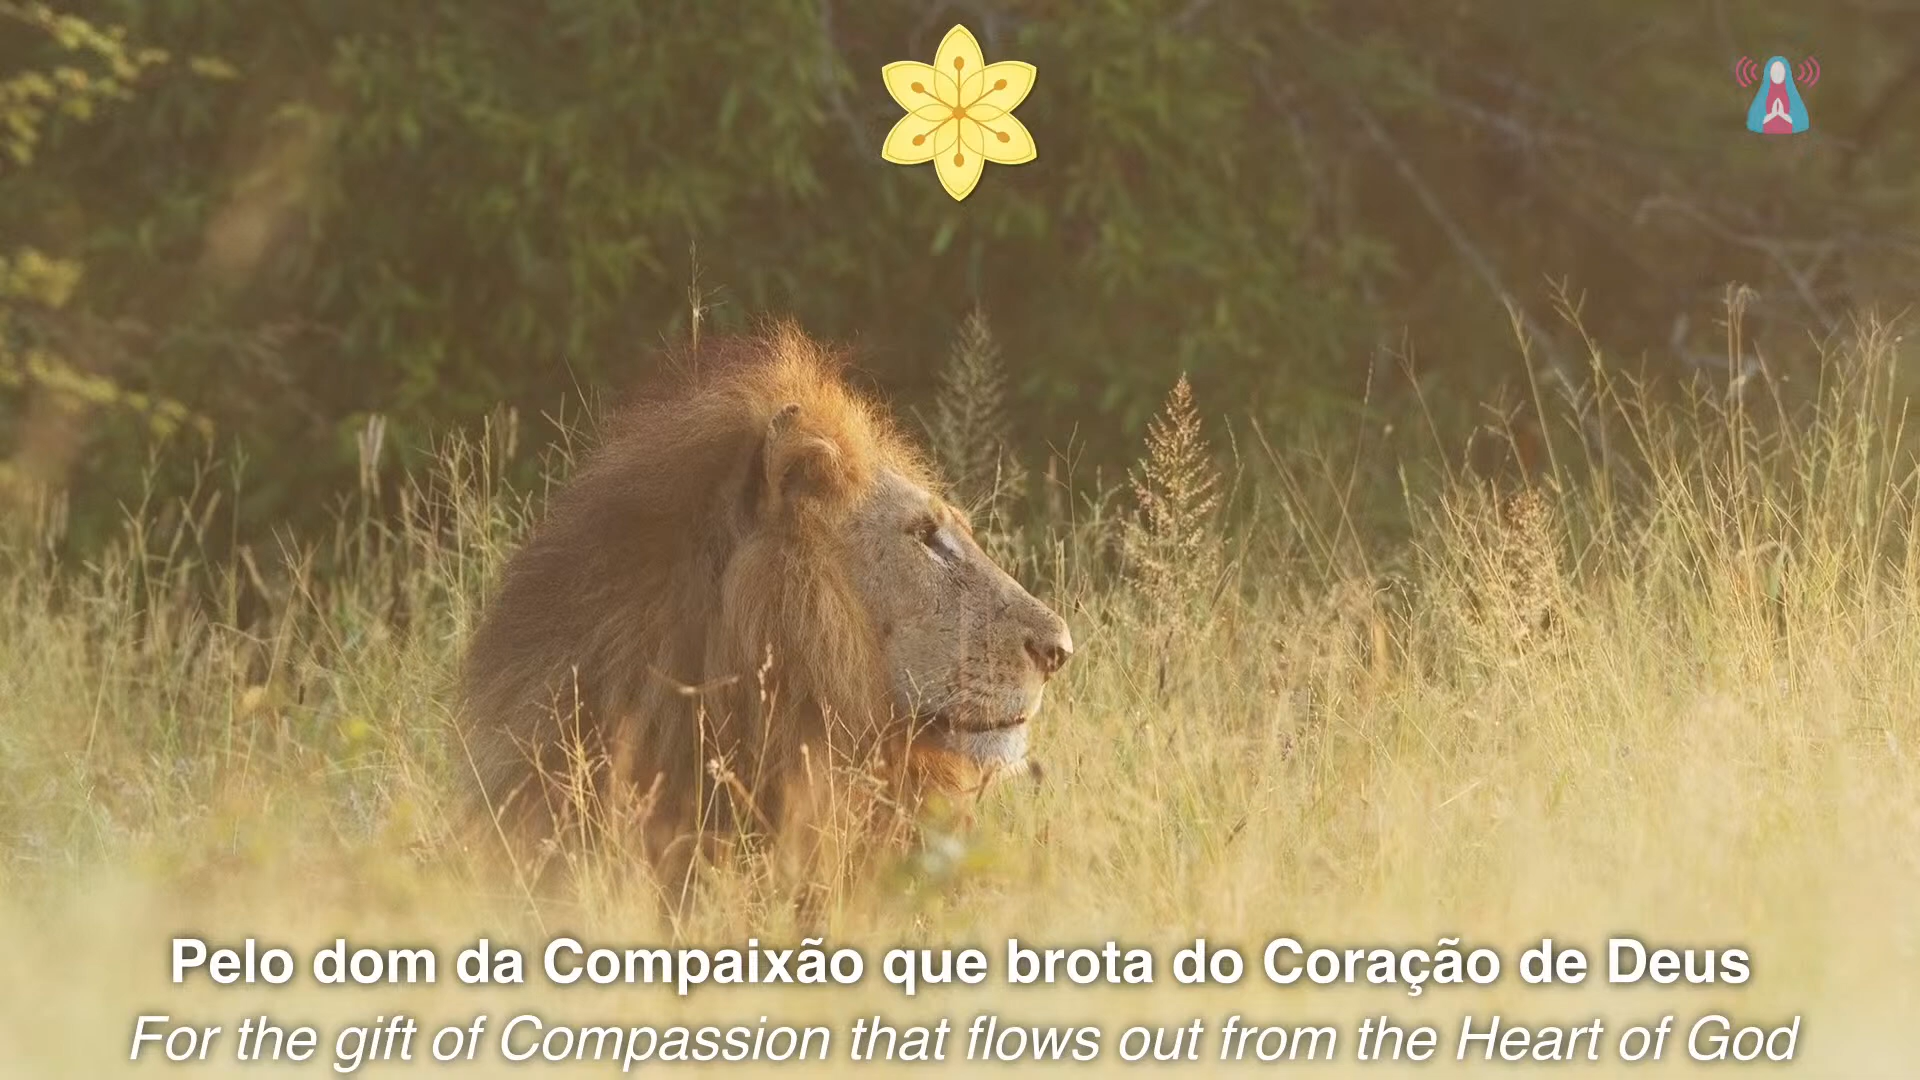 Pelo dom da Compaixão que brota do Coração de Deus
For the gift of Compassion that flows out from the Heart of God